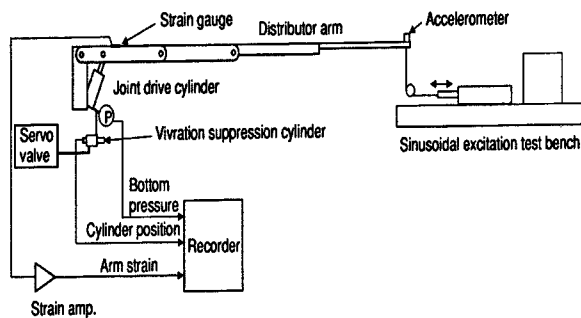 Strain gauge
Distributor arm
Accelerometer
Joint drive cylinder
P
Servo
valve
Vivration suppression cylinder
Sinusoidal excitation test bench
Bottom
pressure
Cylinder position
Recorder
Arm strain
Strain amp.